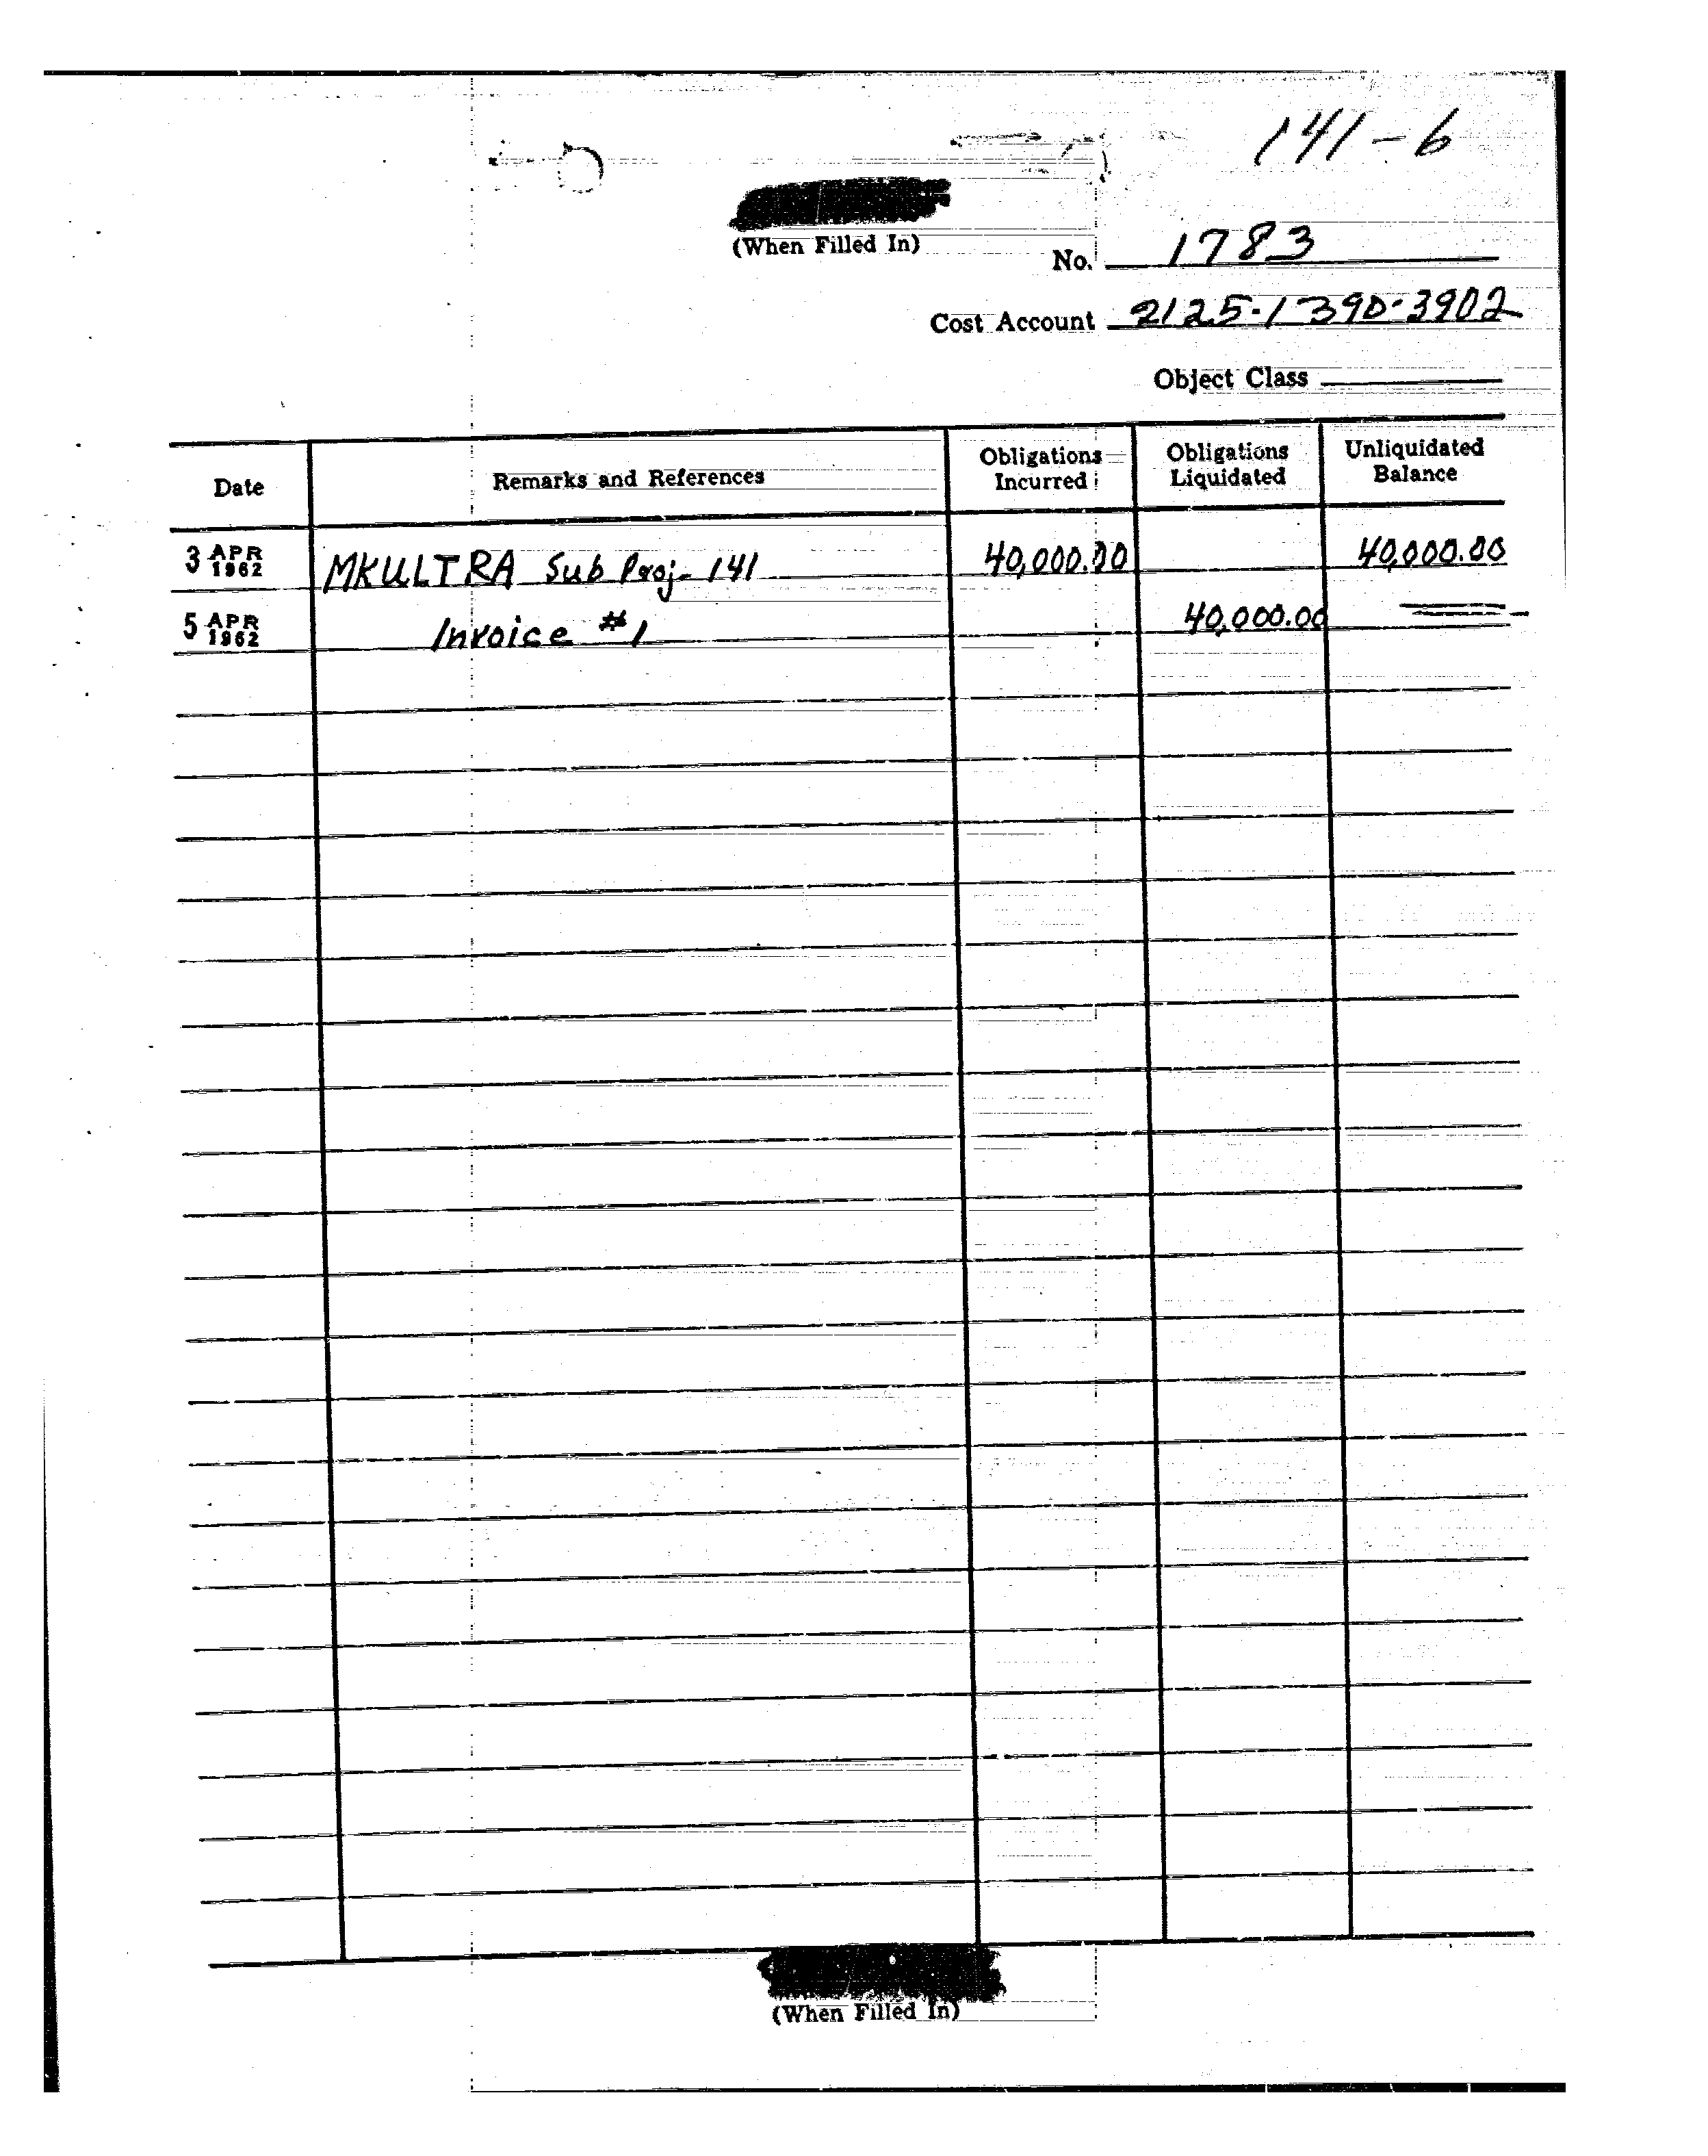 141-6
(When Filled In)
No. 1783
Cost Account 2125-1390-3902
Object Class
Date Remarks and References Obligations Incurred Obligations Liquidated Unliquidated Balance
3 APR 1962 MKULTRA Sub Proj. 141 40,000.00 40,000.00
5 APR 1962 Invoice #1 40,000.00
(When Filled In)